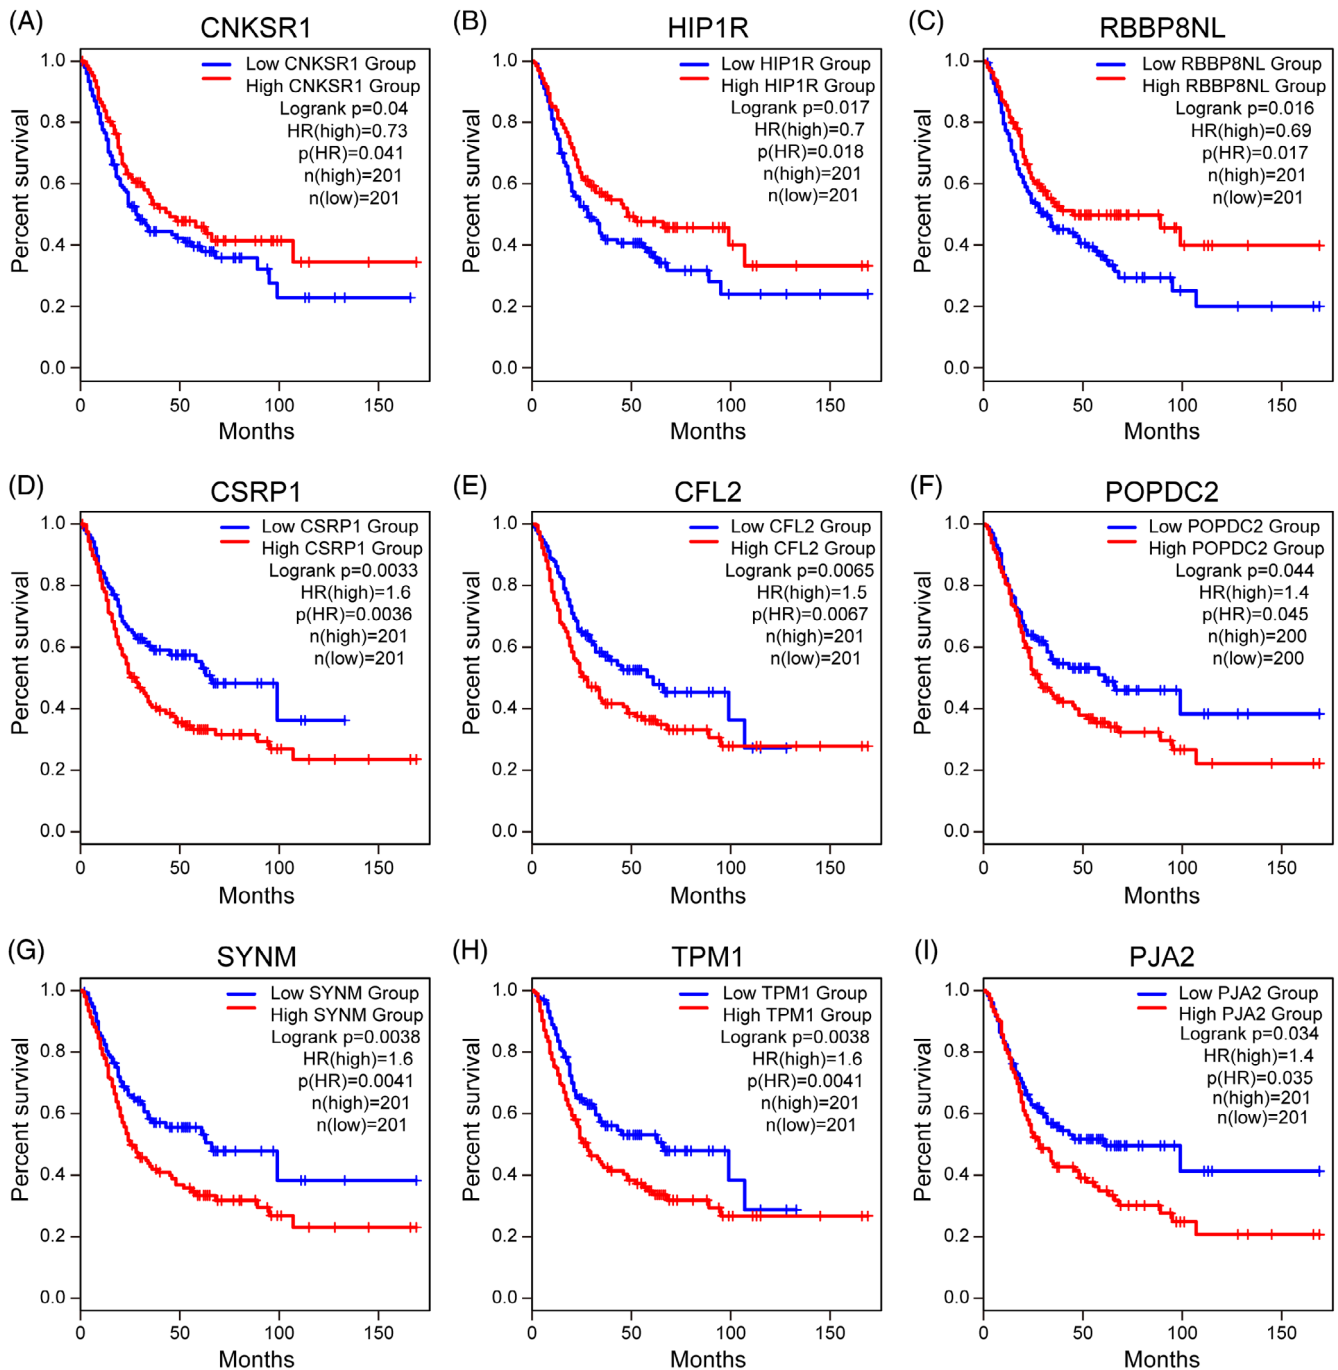 (A) CNKSR1
Low CNKSR1 Group
High CNKSR1 Group
Logrank p=0.04
HR(high)=0.73
p(HR)=0.041
n(high)=201
n(low)=201
Percent survival
1.0
0.8
0.6
0.4
0.2
0.0
0 50 100 150
Months
(B) HIP1R
Low HIP1R Group
High HIP1R Group
Logrank p=0.017
HR(high)=0.7
p(HR)=0.018
n(high)=201
n(low)=201
Percent survival
1.0
0.8
0.6
0.4
0.2
0.0
0 50 100 150
Months
(C) RBBP8NL
Low RBBP8NL Group
High RBBP8NL Group
Logrank p=0.016
HR(high)=0.69
p(HR)=0.017
n(high)=201
n(low)=201
Percent survival
1.0
0.8
0.6
0.4
0.2
0.0
0 50 100 150
Months
(D) CSRP1
Low CSRP1 Group
High CSRP1 Group
Logrank p=0.0033
HR(high)=1.6
p(HR)=0.0036
n(high)=201
n(low)=201
Percent survival
1.0
0.8
0.6
0.4
0.2
0.0
0 50 100 150
Months
(E) CFL2
Low CFL2 Group
High CFL2 Group
Logrank p=0.0065
HR(high)=1.5
p(HR)=0.0067
n(high)=201
n(low)=201
Percent survival
1.0
0.8
0.6
0.4
0.2
0.0
0 50 100 150
Months
(F) POPDC2
Low POPDC2 Group
High POPDC2 Group
Logrank p=0.044
HR(high)=1.4
p(HR)=0.045
n(high)=200
n(low)=200
Percent survival
1.0
0.8
0.6
0.4
0.2
0.0
0 50 100 150
Months
(G) SYNM
Low SYNM Group
High SYNM Group
Logrank p=0.0038
HR(high)=1.6
p(HR)=0.0041
n(high)=201
n(low)=201
Percent survival
1.0
0.8
0.6
0.4
0.2
0.0
0 50 100 150
Months
(H) TPM1
Low TPM1 Group
High TPM1 Group
Logrank p=0.0038
HR(high)=1.6
p(HR)=0.0041
n(high)=201
n(low)=201
Percent survival
1.0
0.8
0.6
0.4
0.2
0.0
0 50 100 150
Months
(I) PJA2
Low PJA2 Group
High PJA2 Group
Logrank p=0.034
HR(high)=1.4
p(HR)=0.035
n(high)=201
n(low)=201
Percent survival
1.0
0.8
0.6
0.4
0.2
0.0
0 50 100 150
Months